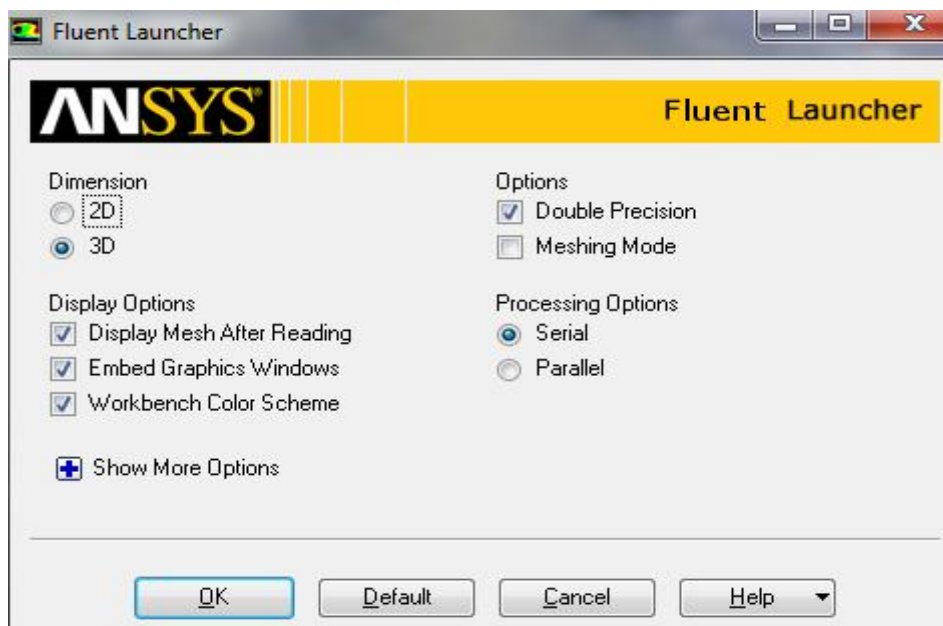 Fluent Launcher
ANSYS® Fluent Launcher
Dimension
2D
3D
Options
Double Precision
Meshing Mode
Display Options
Display Mesh After Reading
Embed Graphics Windows
Workbench Color Scheme
Processing Options
Serial
Parallel
Show More Options
OK Default Cancel Help